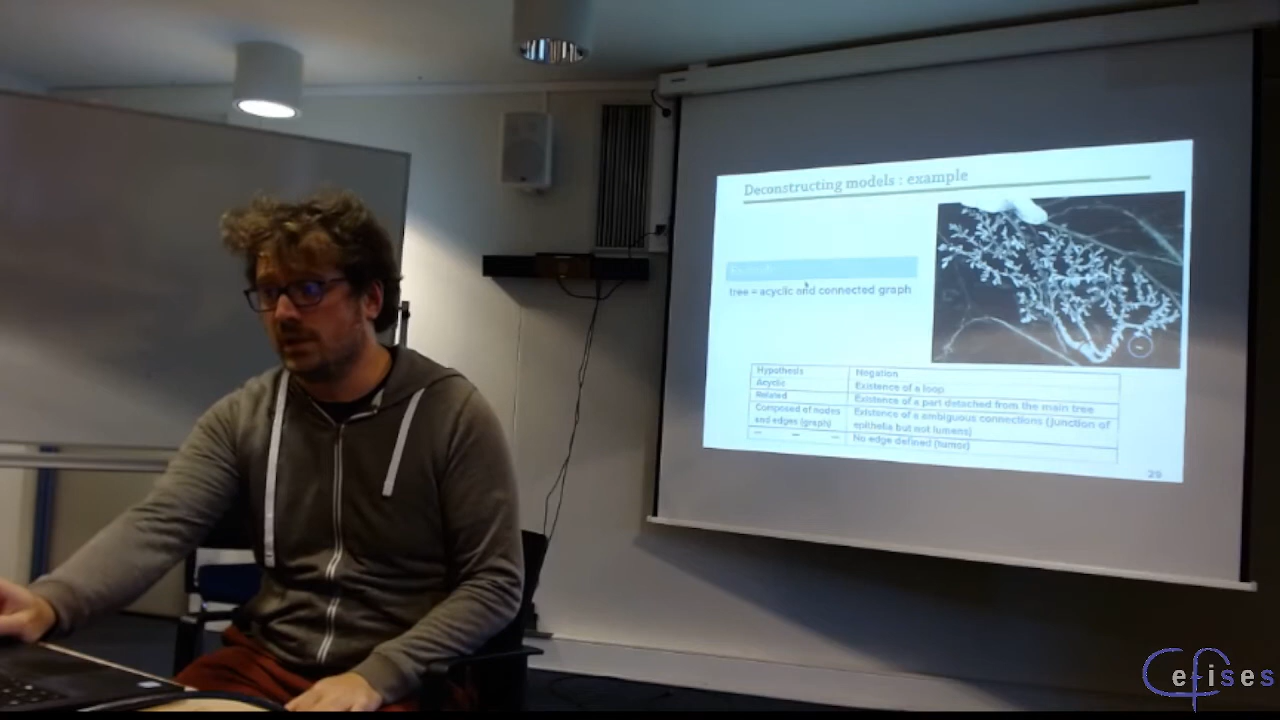 Deconstructing models : example
tree = acyclic and connected graph
Hypothesis Negation
Acyclic Existence of a loop
Related Existence of a part detached from the main tree
Composed of nodes and edges (graph) Existence of a ambiguous connections (junction of epithelia but not lumens)
No edge defined (tumor)
29
Cefises